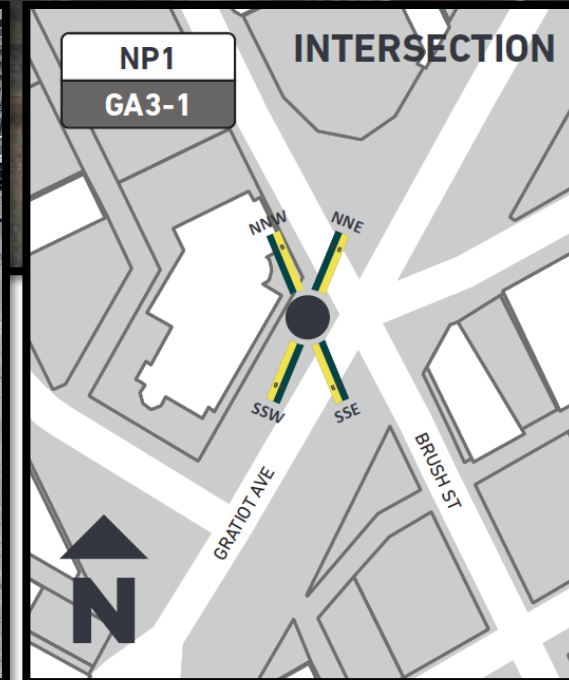 NP1
GA3-1
INTERSECTION
NNW
NNE
SSW
SSE
GRATIOT AVE
BRUSH ST
N